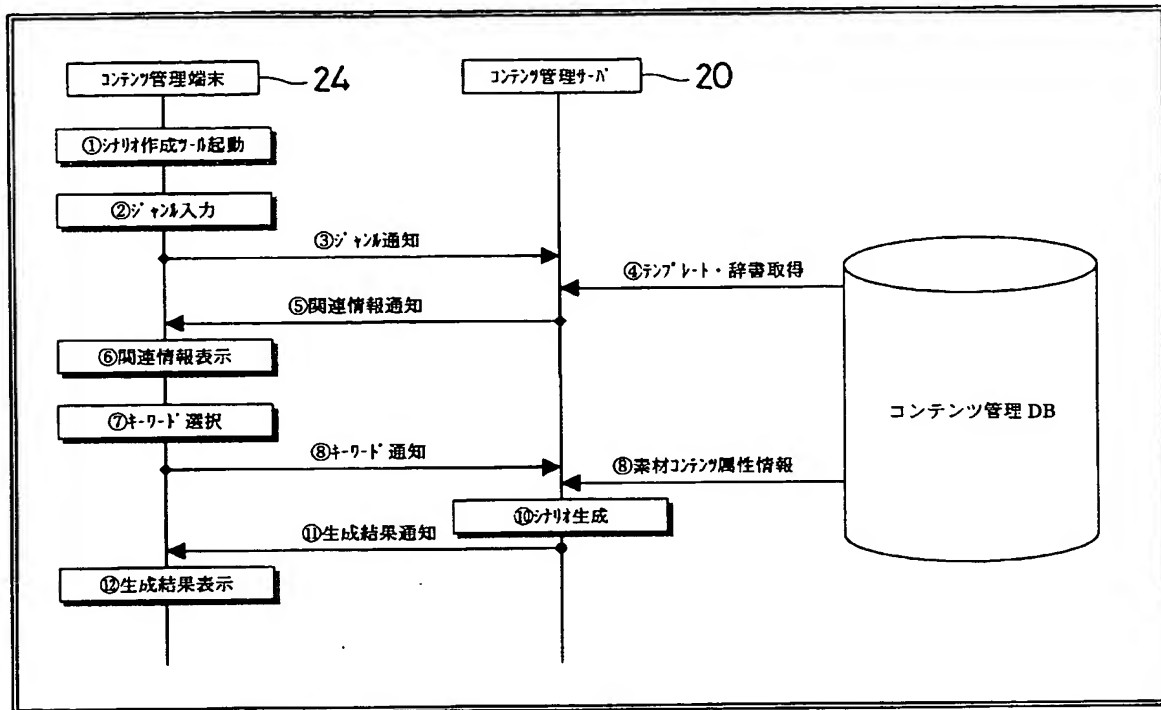 コンテンツ管理端末
24
コンテンツ管理サーバ
20
①シナリオ作成ツール起動
②ジャンル入力
③ジャンル通知
④テンプレート・辞書取得
⑤関連情報通知
⑥関連情報表示
コンテンツ管理 DB
⑦キーワード選択
⑧キーワード通知
⑧素材コンテンツ属性情報
⑩シナリオ生成
⑪生成結果通知
⑫生成結果表示